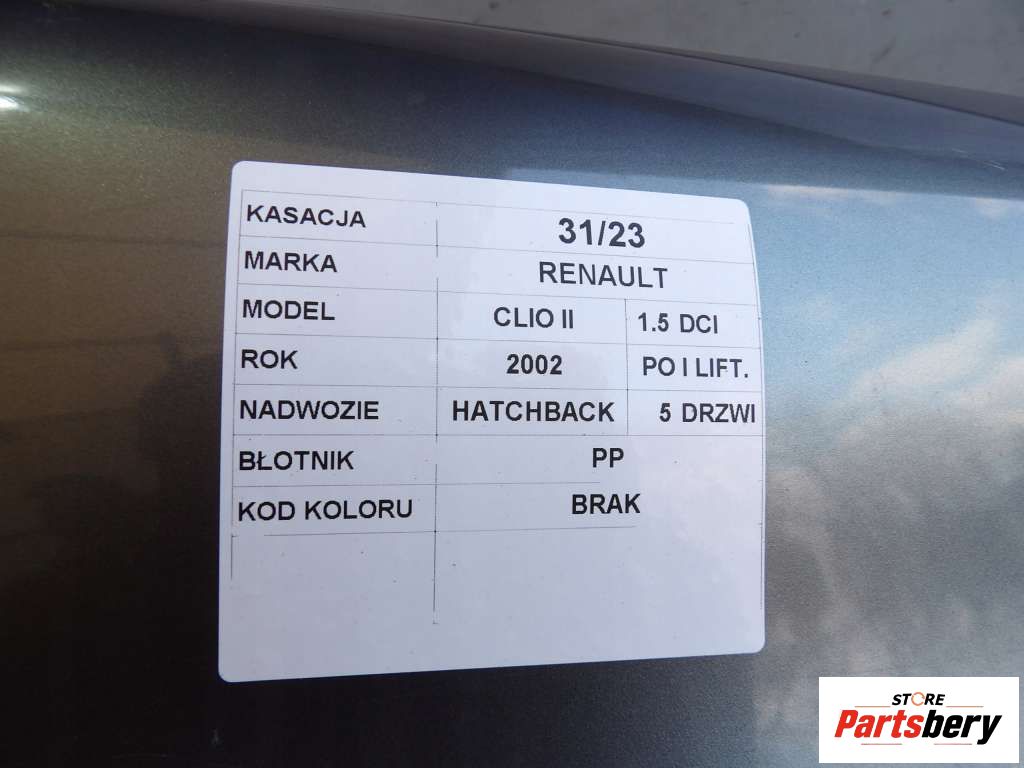 KASACJA 31/23
MARKA RENAULT
MODEL CLIO II 1.5 DCI
ROK 2002 PO I LIFT.
NADWOZIE HATCHBACK 5 DRZWI
BŁOTNIK PP
KOD KOLORU BRAK
STORE
Partsbery